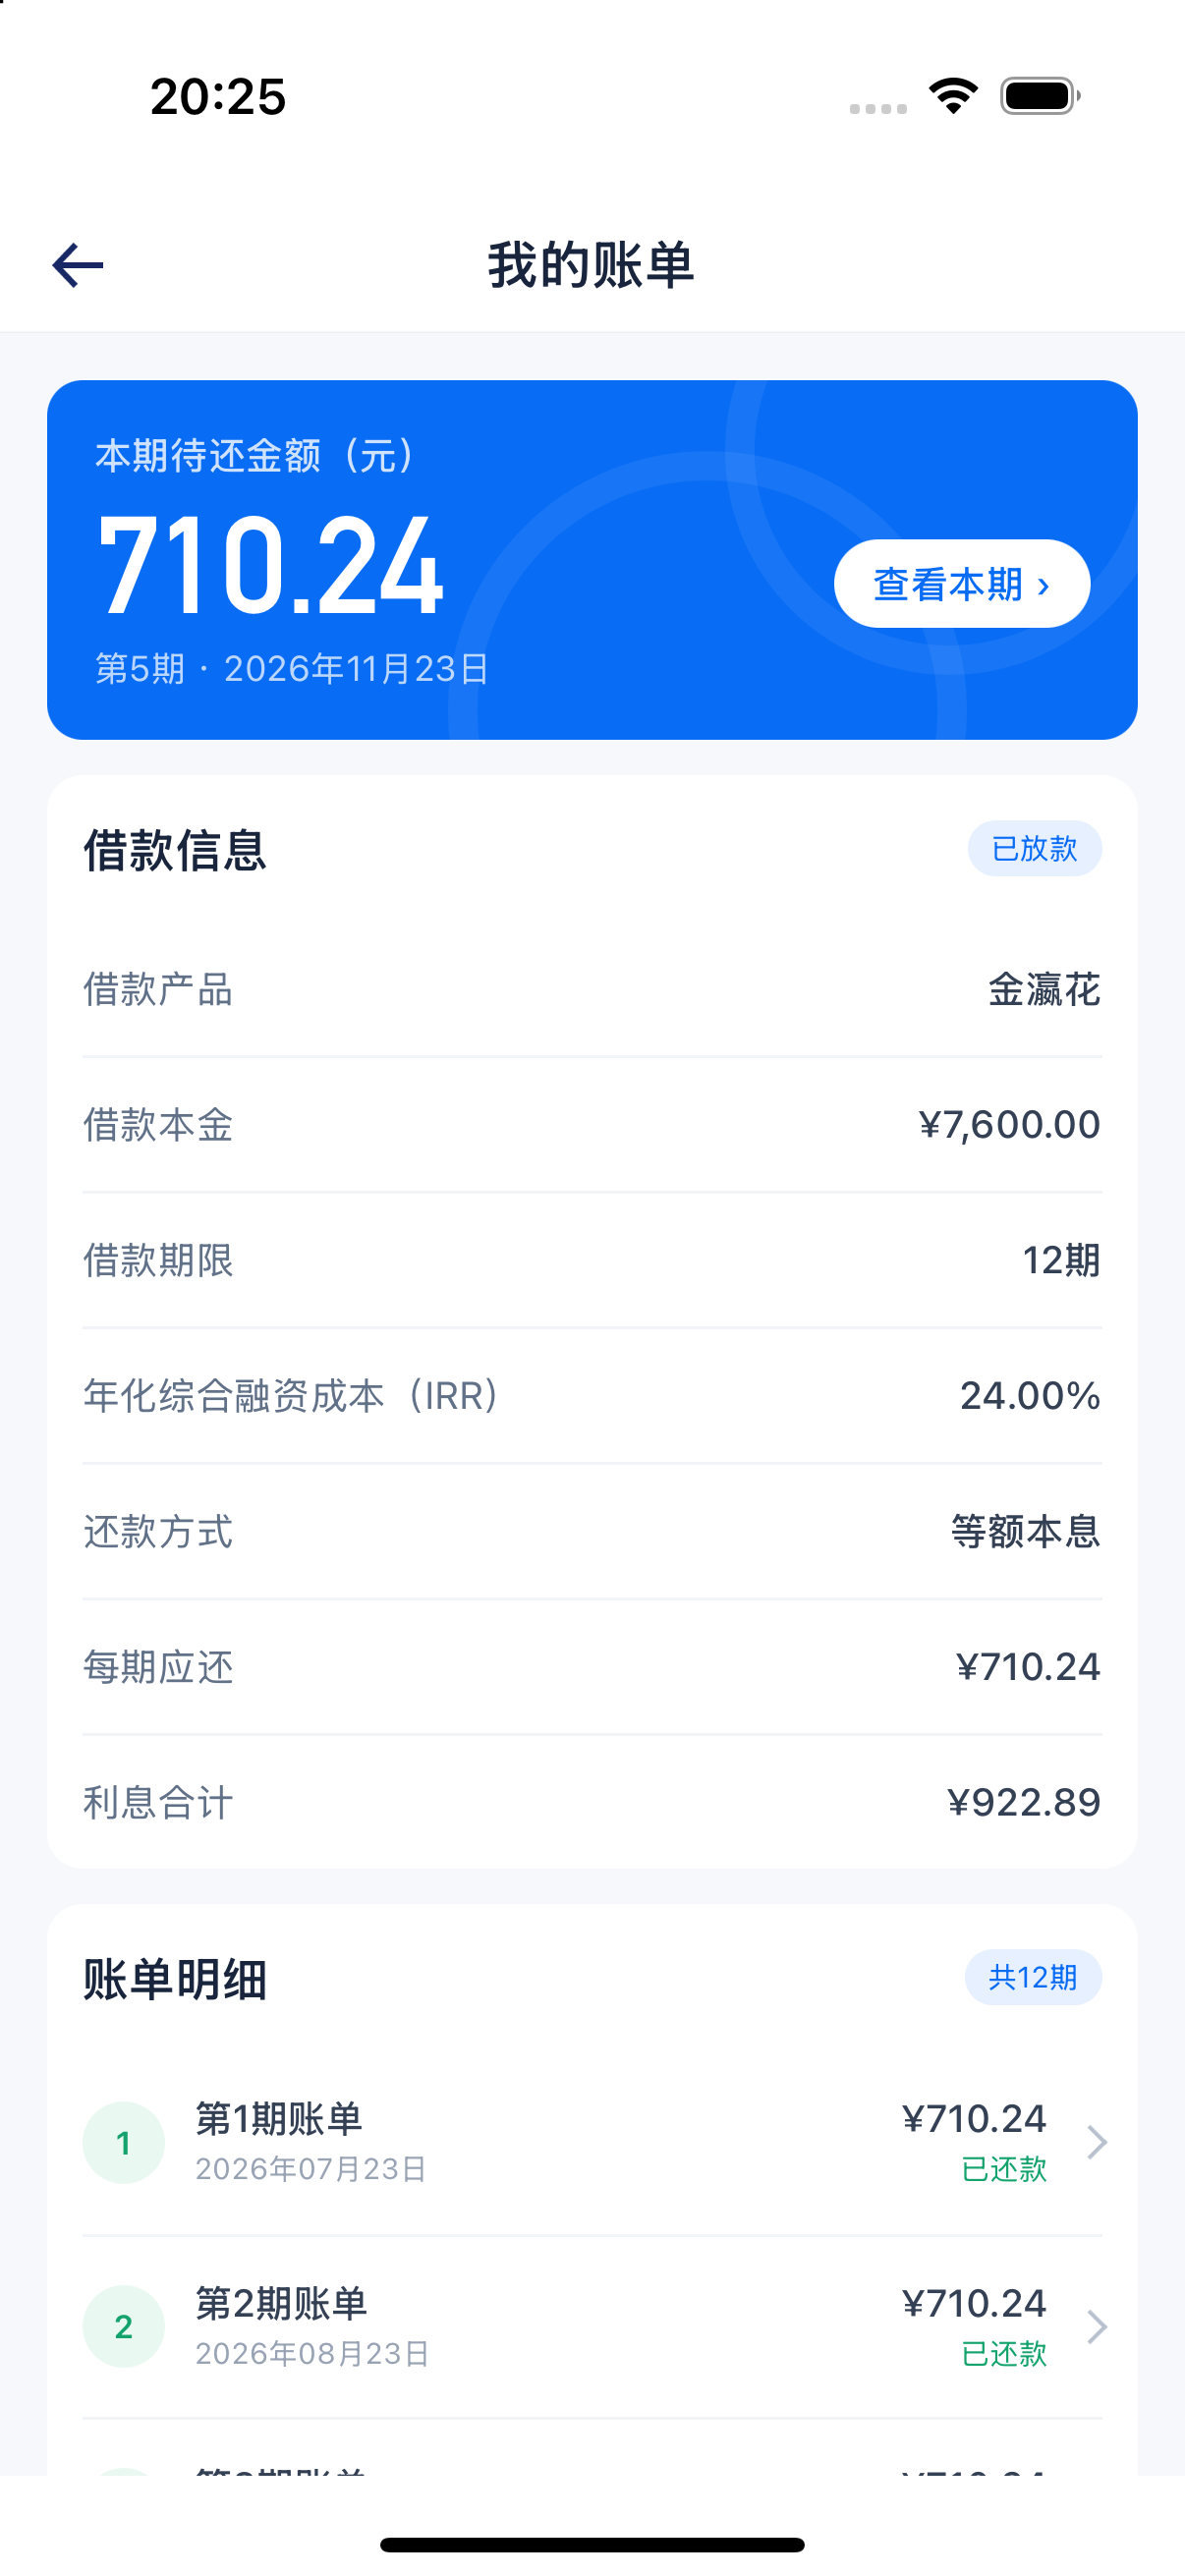 20:25
我的账单
本期待还金额（元）
710.24
查看本期 ›
第5期 · 2026年11月23日
借款信息
已放款
借款产品
金瀛花
借款本金
¥7,600.00
借款期限
12期
年化综合融资成本（IRR）
24.00%
还款方式
等额本息
每期应还
¥710.24
利息合计
¥922.89
账单明细
共12期
1
第1期账单
¥710.24
2026年07月23日
已还款
2
第2期账单
¥710.24
2026年08月23日
已还款